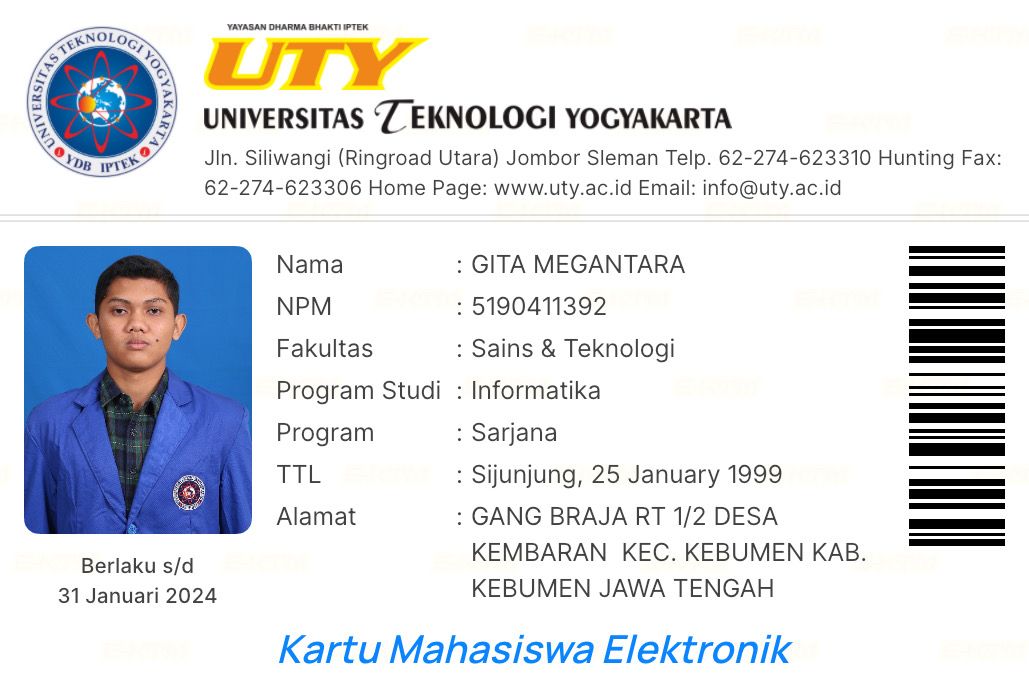 YAYASAN DHARMA BHAKTI IPTEK
UTY
UNIVERSITAS TEKNOLOGI YOGYAKARTA
UNIVERSITAS TEKNOLOGI YOGYAKARTA
YDB IPTEK
Jln. Siliwangi (Ringroad Utara) Jombor Sleman Telp. 62-274-623310 Hunting Fax:
62-274-623306 Home Page: www.uty.ac.id Email: info@uty.ac.id
Nama : GITA MEGANTARA
NPM : 5190411392
Fakultas : Sains & Teknologi
Program Studi : Informatika
Program : Sarjana
TTL : Sijunjung, 25 January 1999
Alamat : GANG BRAJA RT 1/2 DESA
KEMBARAN KEC. KEBUMEN KAB.
KEBUMEN JAWA TENGAH
Berlaku s/d
31 Januari 2024
Kartu Mahasiswa Elektronik